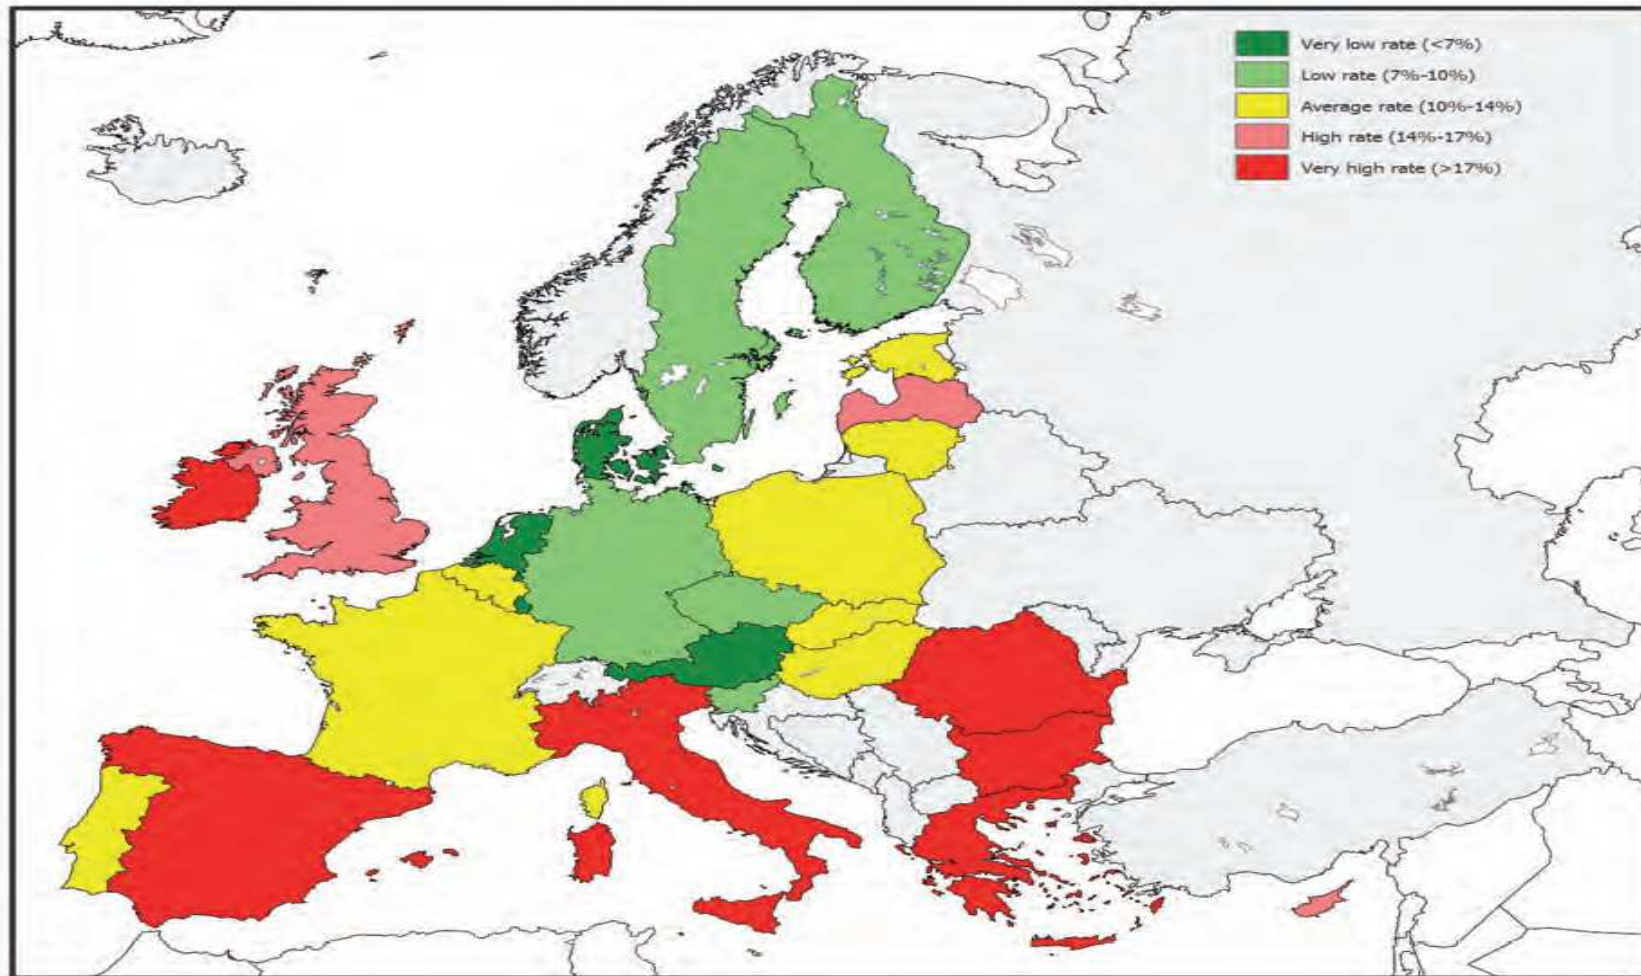 Very low rate (<7%)
Low rate (7%-10%)
Average rate (10%-14%)
High rate (14%-17%)
Very high rate (>17%)